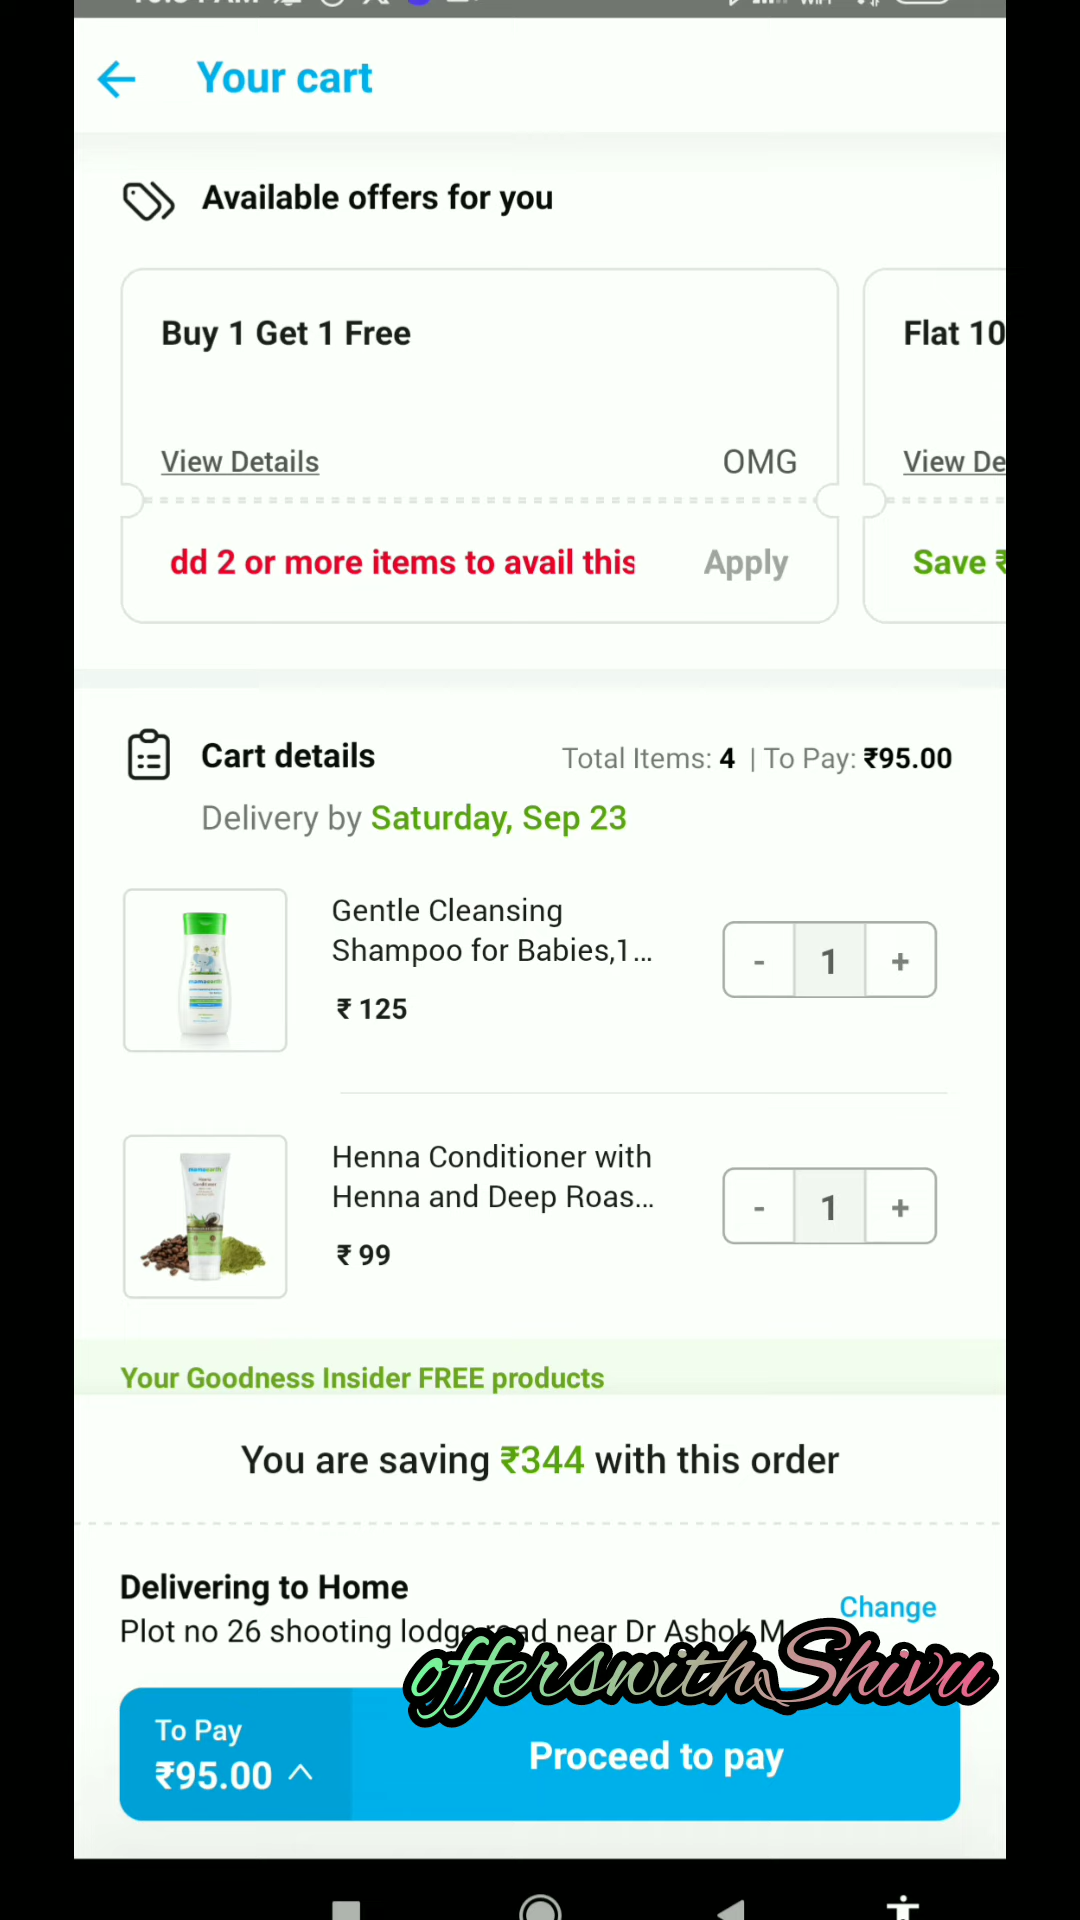 Your cart
Available offers for you
Buy 1 Get 1 Free
View Details
OMG
dd 2 or more items to avail this
Apply
Flat 10
View De
Save ₹
Cart details
Total Items: 4 | To Pay: ₹95.00
Delivery by Saturday, Sep 23
Gentle Cleansing
Shampoo for Babies,1...
₹ 125
- 1 +
Henna Conditioner with
Henna and Deep Roas...
₹ 99
- 1 +
Your Goodness Insider FREE products
You are saving ₹344 with this order
Delivering to Home
Change
Plot no 26 shooting lodge road near Dr Ashok M
offerswithShivu
To Pay
₹95.00
Proceed to pay